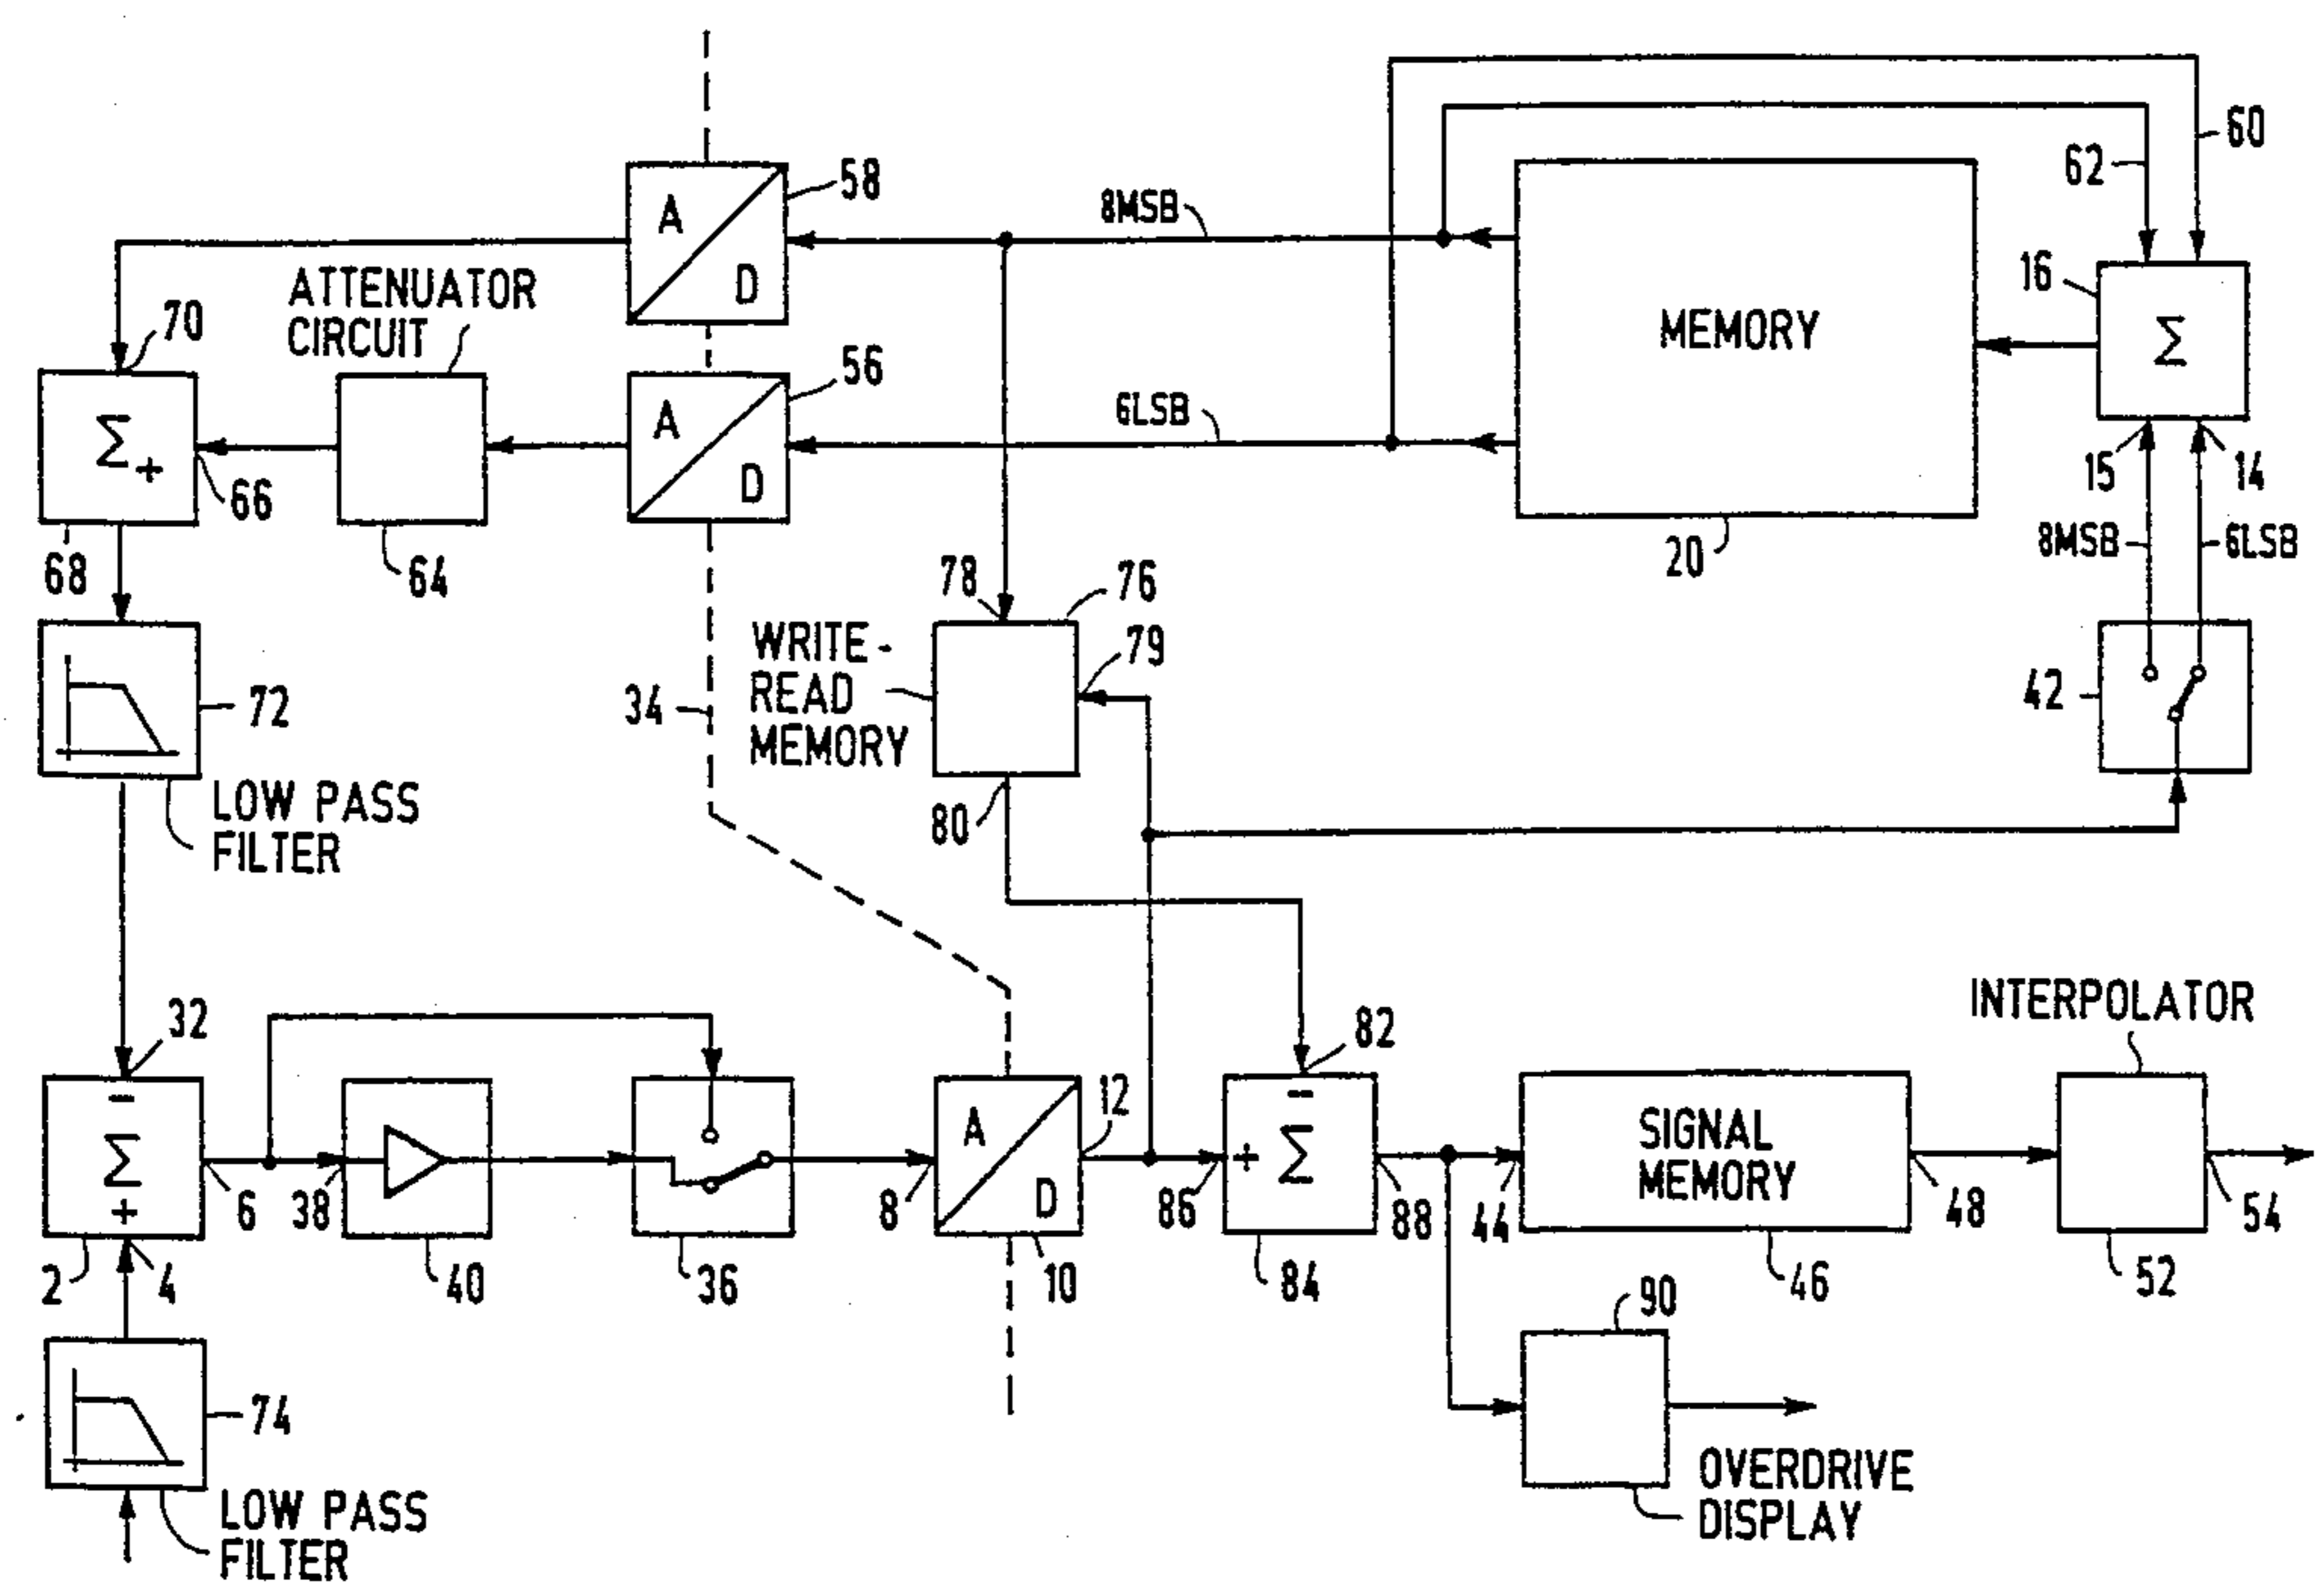 60
62
58
A
D
8MSB
ATTENUATOR
CIRCUIT
70
16
Σ
MEMORY
56
A
D
6LSB
Σ
+
66
15
14
8MSB
6LSB
68
64
20
78
76
WRITE -
READ
MEMORY
79
72
34
42
LOW PASS
FILTER
80
32
82
INTERPOLATOR
-
Σ
+
6
38
8
A
D
12
86
-
+
Σ
88
44
SIGNAL
MEMORY
48
54
2
4
40
36
10
84
90
46
52
74
LOW PASS
FILTER
OVERDRIVE
DISPLAY